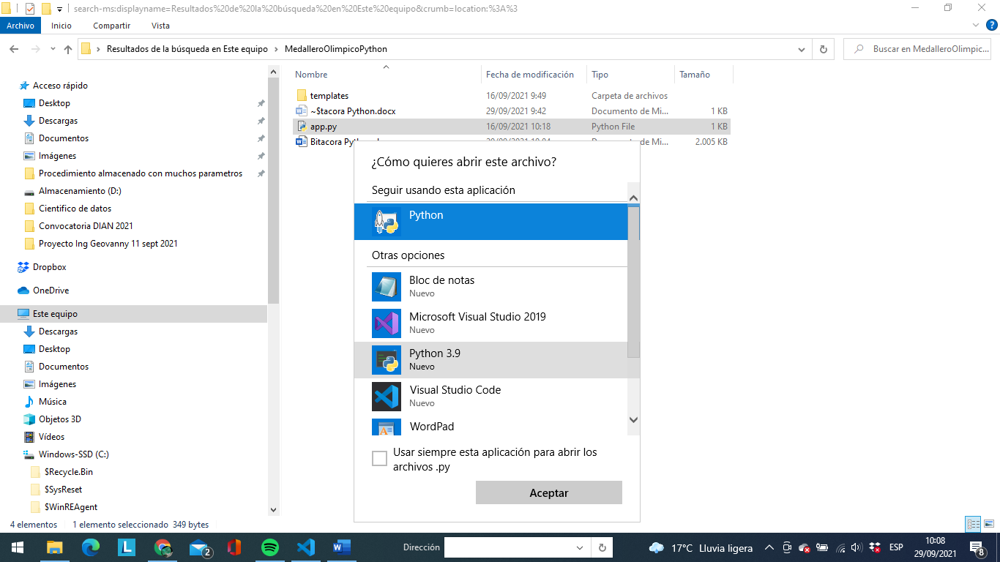 search-ms:displayname=Resultados%20de%20la%20búsqueda%20en%20Este%20equipo&crumb=location:%3A%3
Archivo Inicio Compartir Vista
Resultados de la búsqueda en Este equipo MedalleroOlimpicoPython
Buscar en MedalleroOlimpic...
Acceso rápido
Desktop
Descargas
Documentos
Imágenes
Procedimiento almacenado con muchos parametros
Almacenamiento (D:)
Cientifico de datos
Convocatoria DIAN 2021
Proyecto Ing Geovanny 11 sept 2021
Dropbox
OneDrive
Este equipo
Descargas
Desktop
Documentos
Imágenes
Música
Objetos 3D
Vídeos
Windows-SSD (C:)
$Recycle.Bin
$SysReset
$WinREAgent
Nombre Fecha de modificación Tipo Tamaño
templates 16/09/2021 9:49 Carpeta de archivos
~$tacora Python.docx 29/09/2021 9:42 Documento de Mi... 1 KB
app.py 16/09/2021 10:18 Python File 1 KB
Bitacora 2.005 KB
¿Cómo quieres abrir este archivo?
Seguir usando esta aplicación
Python
Otras opciones
Bloc de notas
Nuevo
Microsoft Visual Studio 2019
Nuevo
Python 3.9
Nuevo
Visual Studio Code
Nuevo
WordPad
Usar siempre esta aplicación para abrir los
archivos .py
Aceptar
4 elementos 1 elemento seleccionado 349 bytes
L
2
Dirección
17°C Lluvia ligera
ESP
10:08
29/09/2021
8